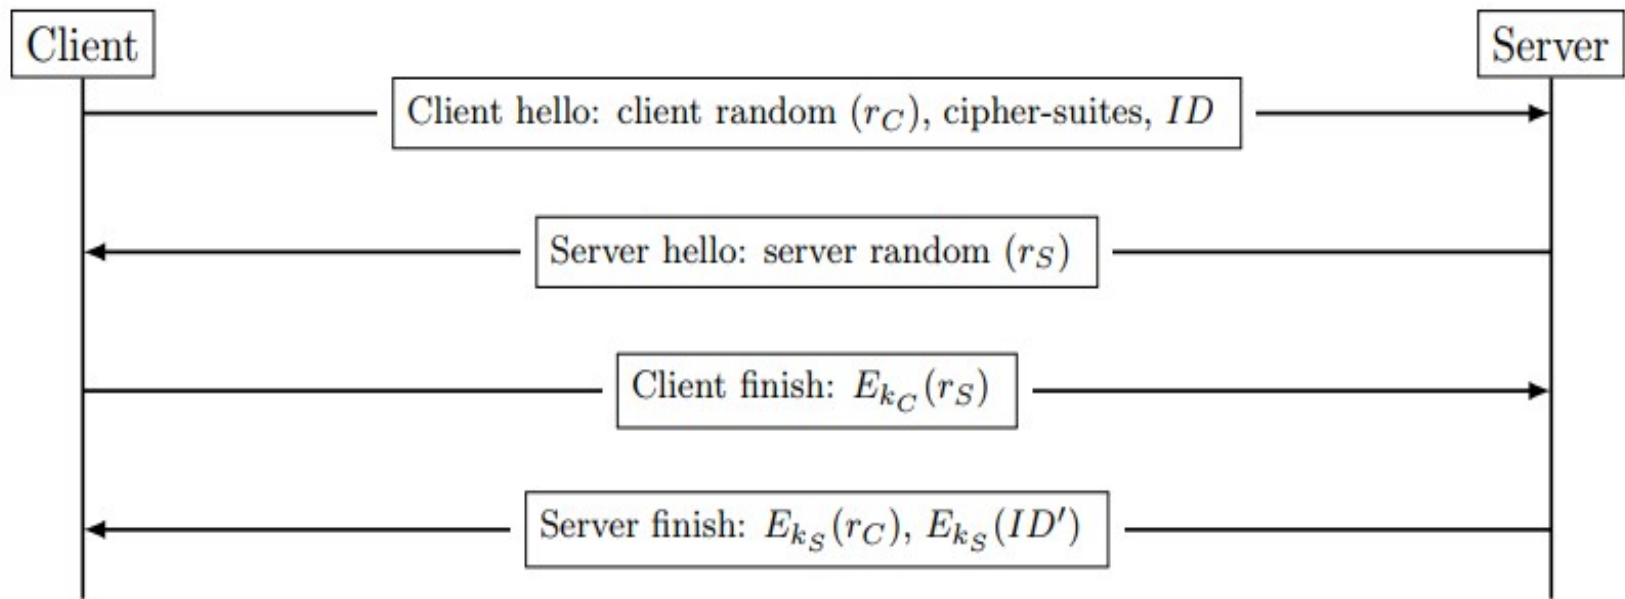 Client
Server
Client hello: client random (r_C), cipher-suites, ID
Server hello: server random (r_S)
Client finish: E_{k_C}(r_S)
Server finish: E_{k_S}(r_C), E_{k_S}(ID′)